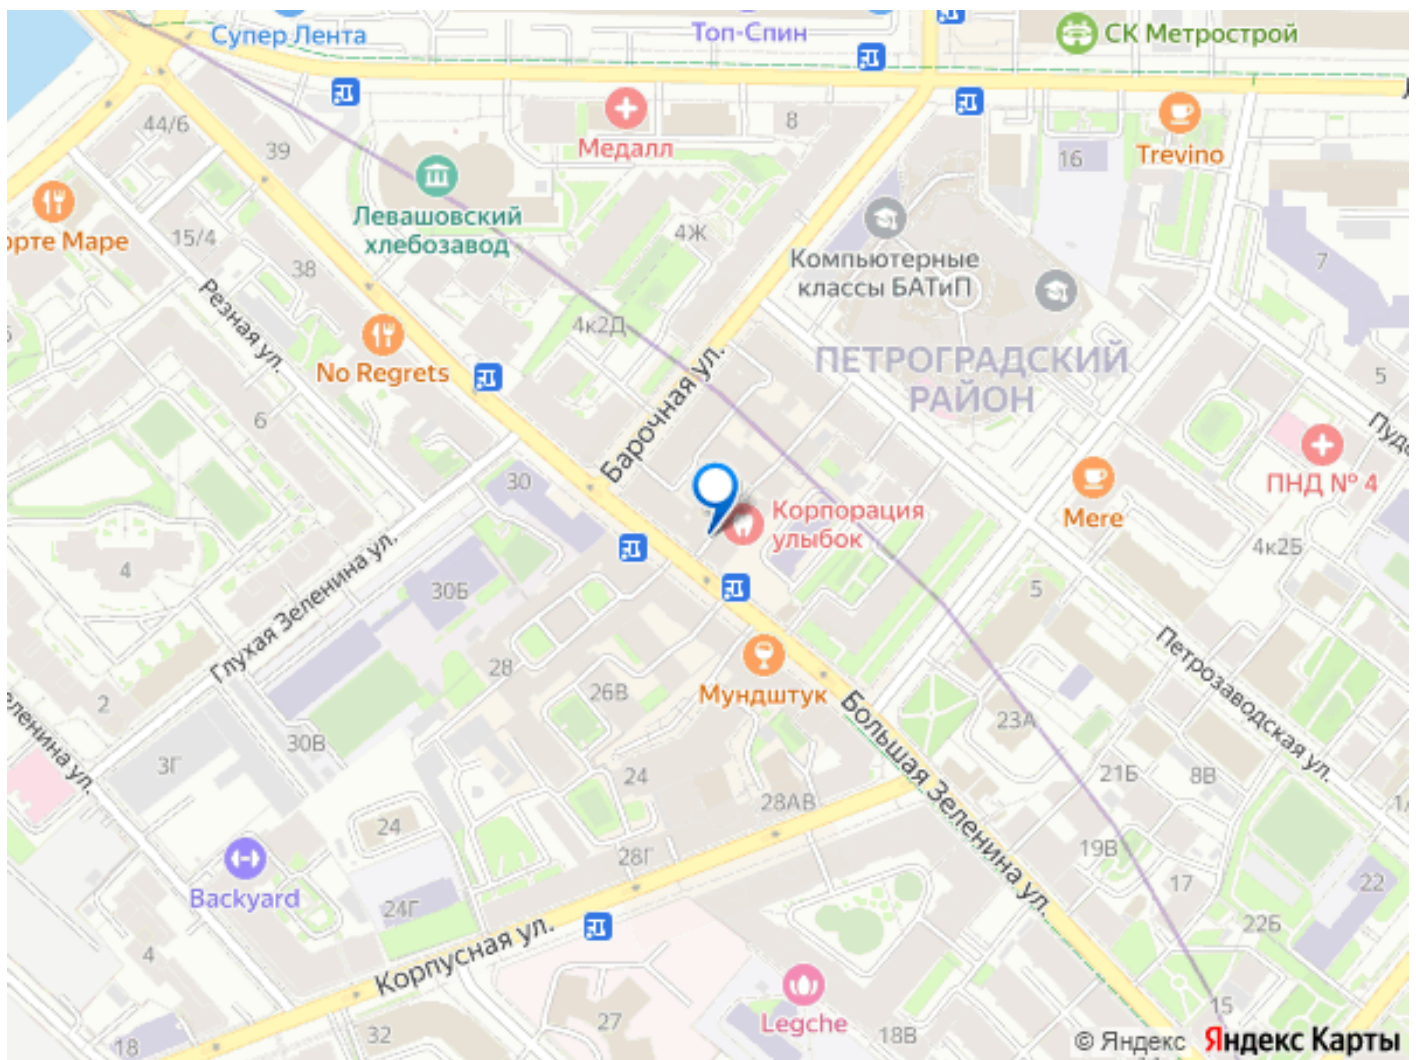 Супер Лента
Топ-Спин
СК Метрострой
44/6
39
Медалл
8
16
Trevino
орте Маре
15/4
Левашовский
хлебозавод
4Ж
38
Компьютерные
классы БАТиП
7
Резная ул.
4к2Д
No Regrets
Барочная ул.
ПЕТРОГРАДСКИЙ
РАЙОН
5
6
30
Корпорация
улыбок
Mere
ПНД № 4
4к2Б
4
Глухая Зеленина ул.
30Б
5
28
26В
Мундштук
Петрозаводская ул.
2
еленина ул.
30В
3Г
24
Большая Зеленина ул.
23А
21Б
8В
28АВ
24
28Г
19В
Backyard
24Г
17
22
22Б
4
Корпусная ул.
Legche
27
15
18
32
18В
© Яндекс Яндекс Карты